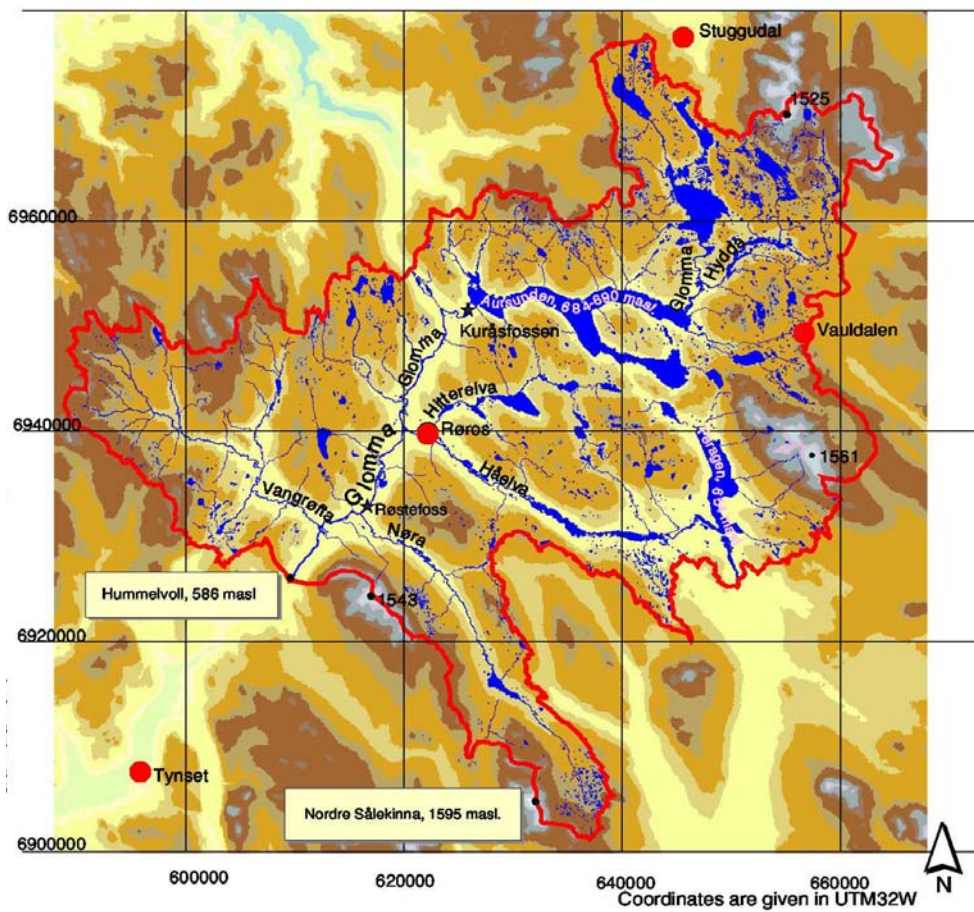 Stuggudal
1525
6960000
Glomma
Hydda
Aursunden, 684-690 masl.
Kuråsfossen
Vauldalen
Glomma
Hitterelva
6940000
Røros
1561
Glomma
Håelva
Vangrøfta
Røstefoss
Nøra
Hummelvoll, 586 masl
1543
6920000
Tynset
Nordre Sålekinna, 1595 masl.
6900000
600000
620000
640000
660000
N
Coordinates are given in UTM32W